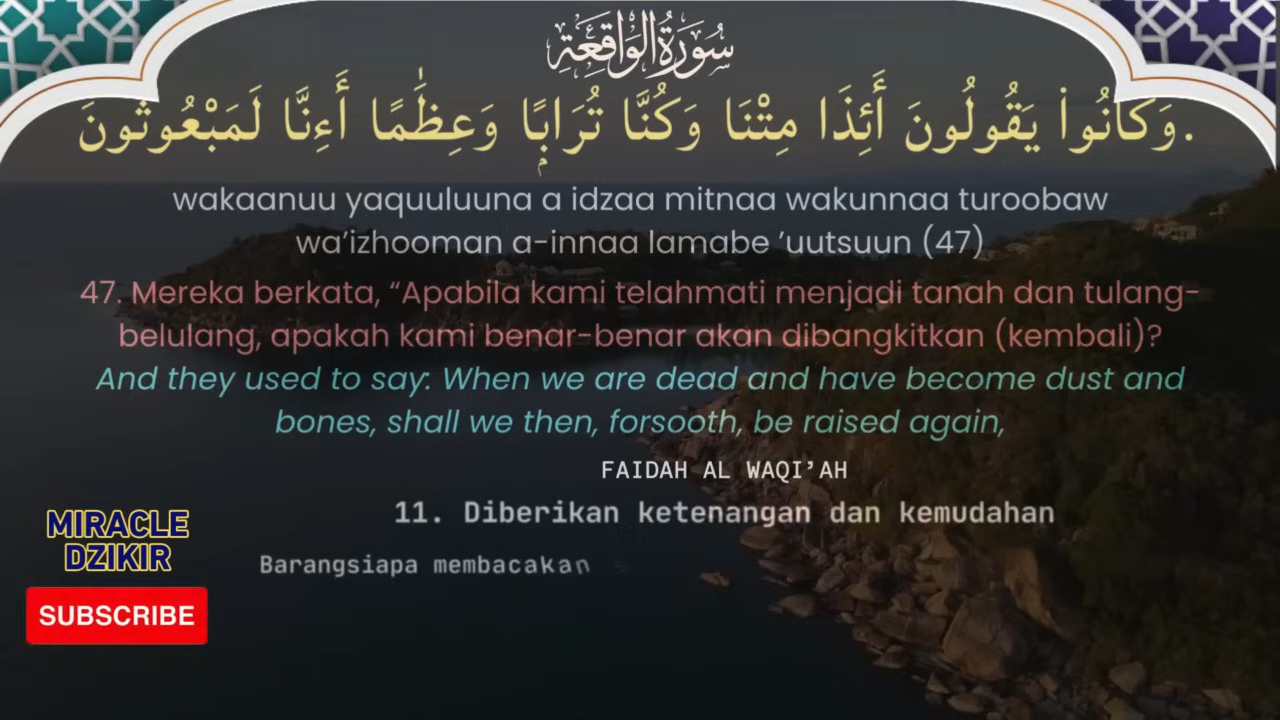 سُورَةُ الْوَاقِعَةِ
وَكَانُوا۟ يَقُولُونَ أَئِذَا مِتْنَا وَكُنَّا تُرَابًۭا وَعِظَٰمًا أَءِنَّا لَمَبْعُوثُونَ.
wakaanuu yaquuluuna a idzaa mitnaa wakunnaa turoobaw
wa’izhooman a-innaa lamabe ’uutsuun (47)
47. Mereka berkata, “Apabila kami telahmati menjadi tanah dan tulang-
belulang, apakah kami benar-benar akan dibangkitkan (kembali)?
And they used to say: When we are dead and have become dust and
bones, shall we then, forsooth, be raised again,
FAIDAH AL WAQI’AH
11. Diberikan ketenangan dan kemudahan
Barangsiapa membacakan
MIRACLE
DZIKIR
SUBSCRIBE